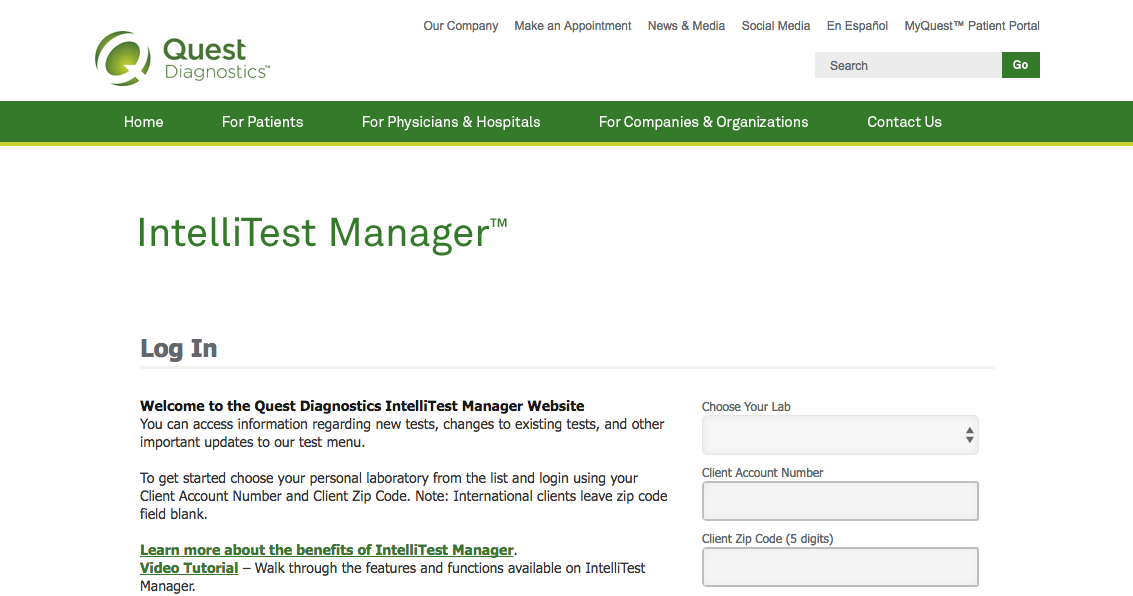 Our Company Make an Appointment News & Media Social Media En Español MyQuest™ Patient Portal
Quest
Diagnostics™
Search Go
Home For Patients For Physicians & Hospitals For Companies & Organizations Contact Us
IntelliTest Manager™
Log In
Welcome to the Quest Diagnostics IntelliTest Manager Website
You can access information regarding new tests, changes to existing tests, and other
important updates to our test menu.
To get started choose your personal laboratory from the list and login using your
Client Account Number and Client Zip Code. Note: International clients leave zip code
field blank.
Learn more about the benefits of IntelliTest Manager.
Video Tutorial – Walk through the features and functions available on IntelliTest
Manager.
Choose Your Lab
Client Account Number
Client Zip Code (5 digits)